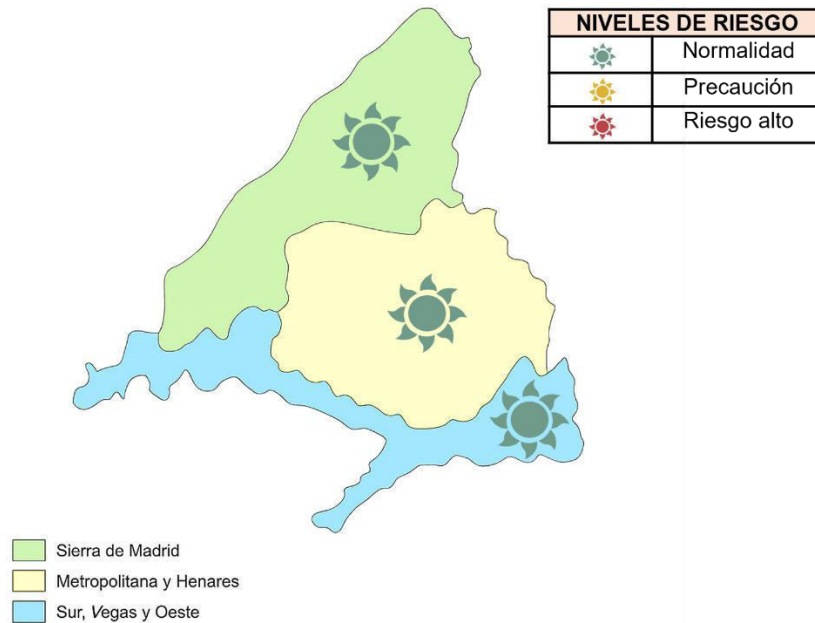 NIVELES DE RIESGO
Normalidad
Precaución
Riesgo alto
Sierra de Madrid
Metropolitana y Henares
Sur, Vegas y Oeste